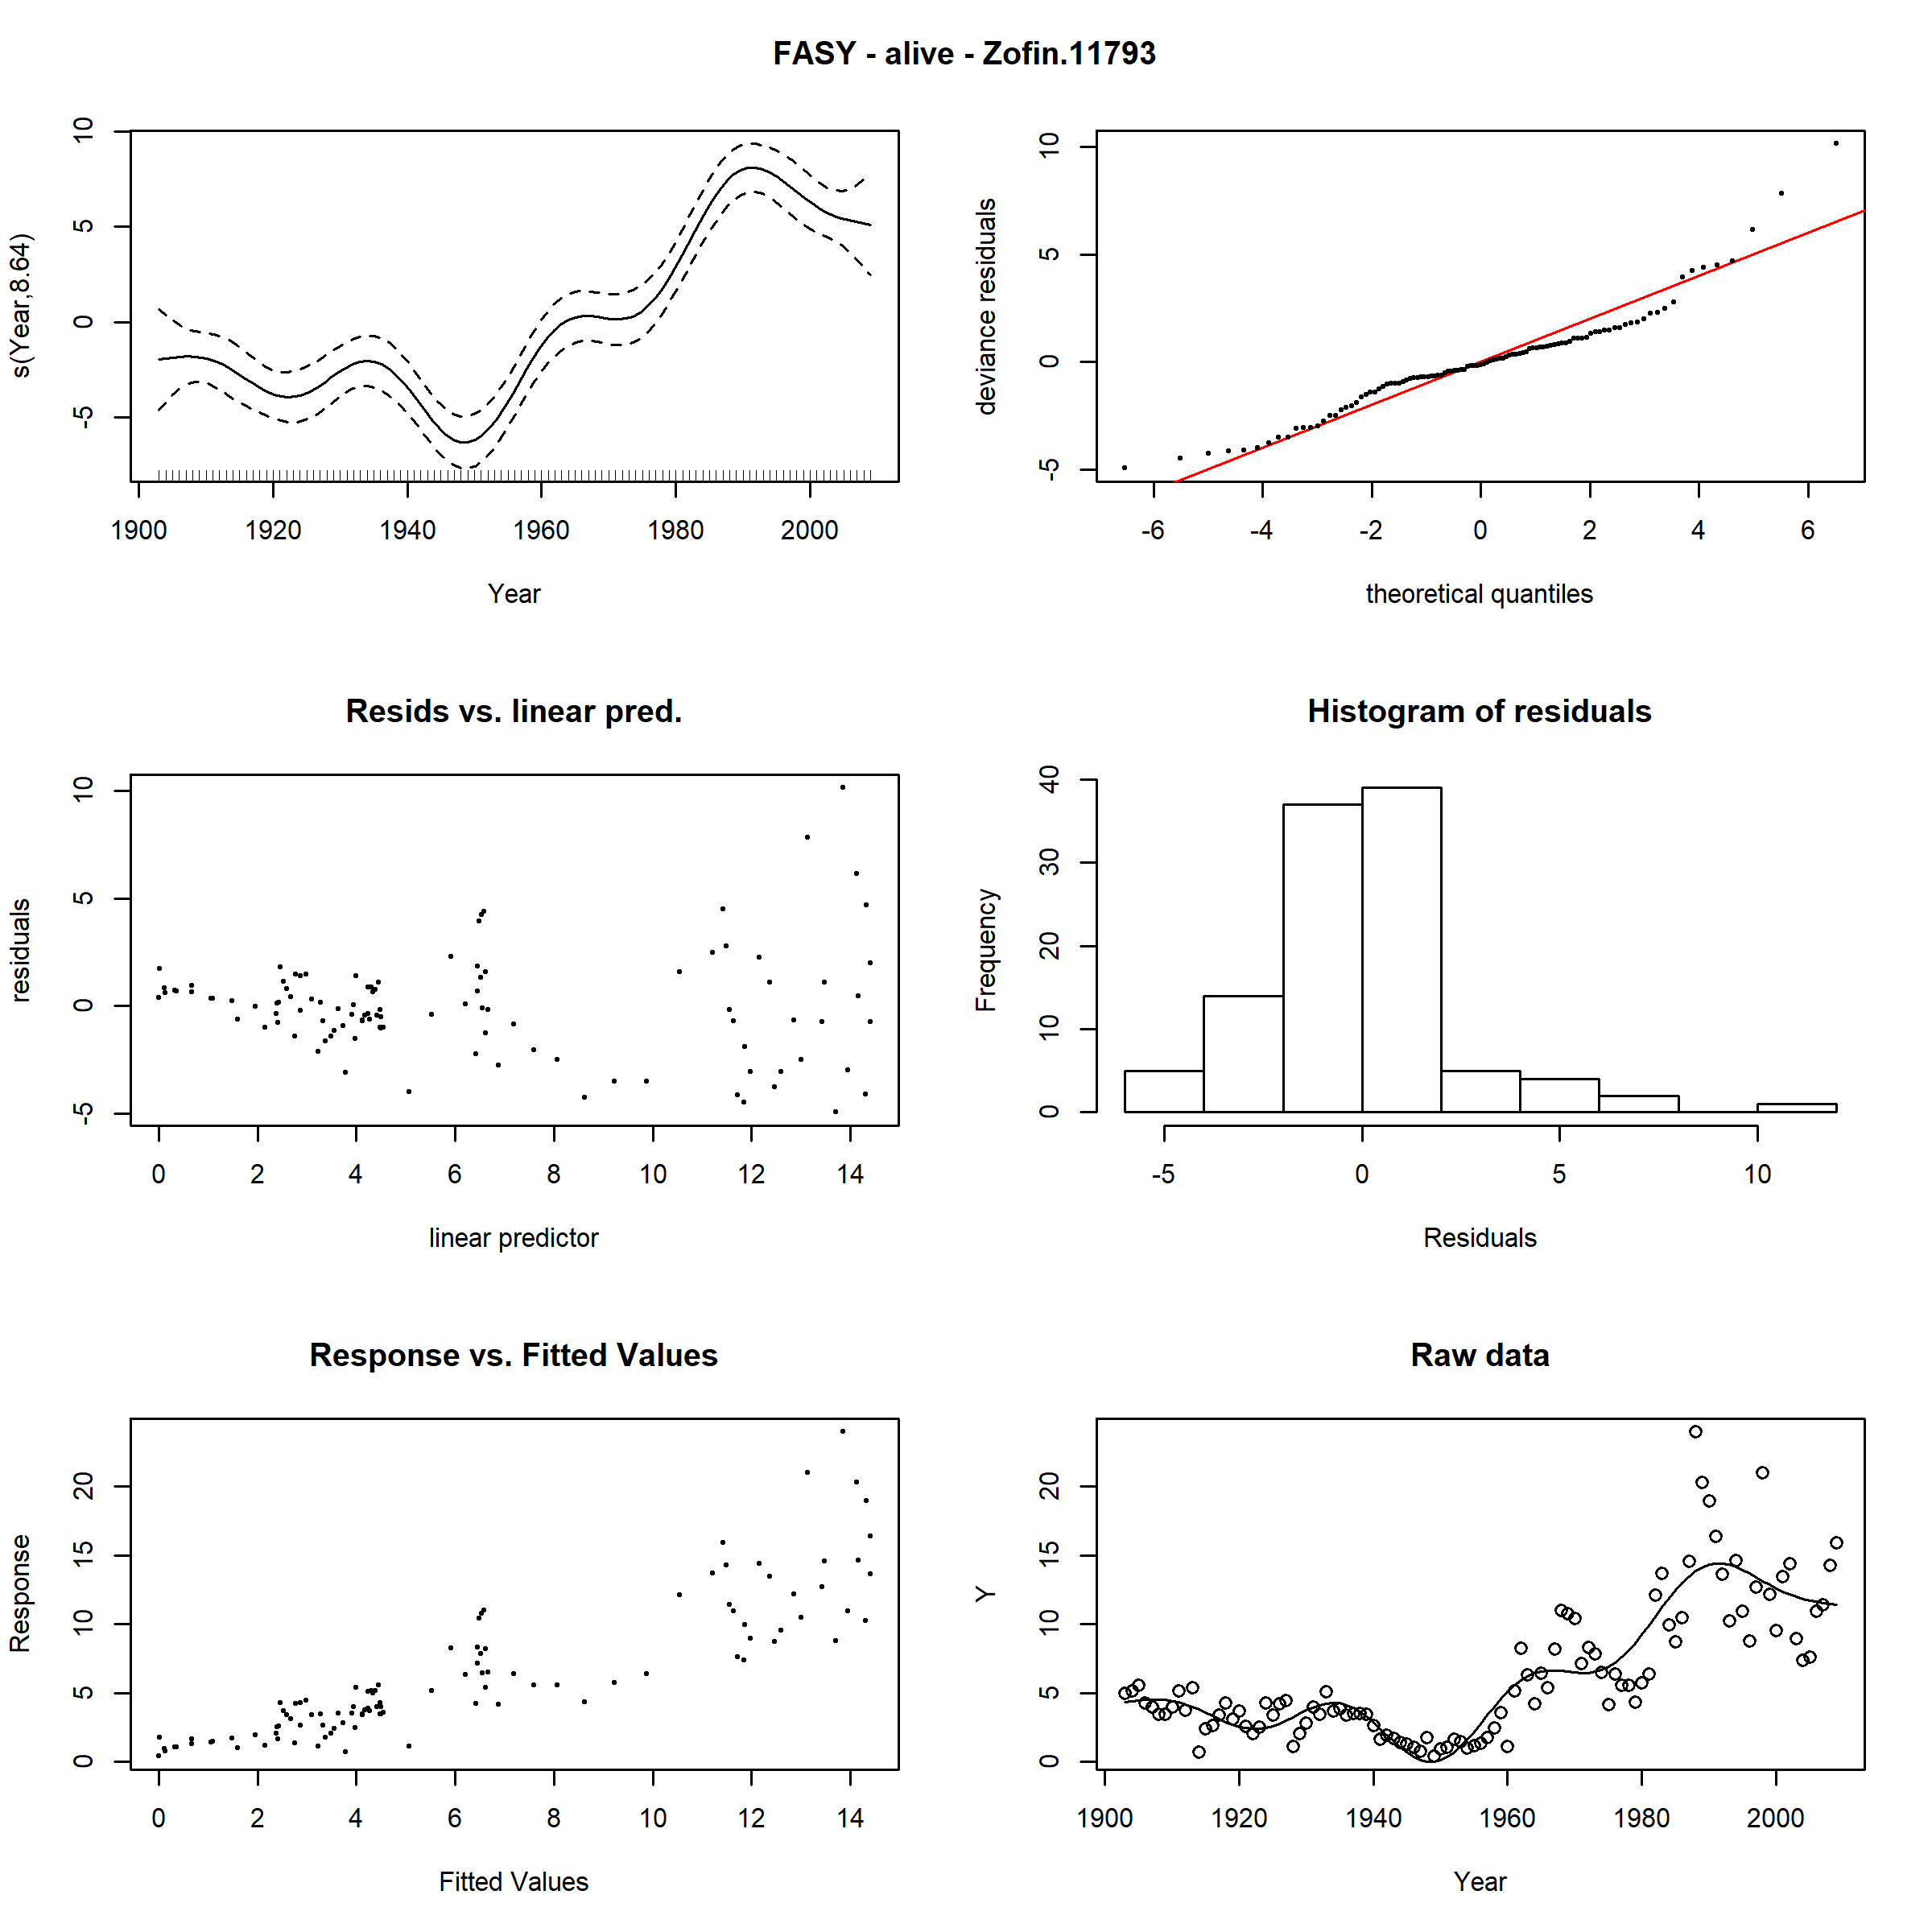 FASY - alive - Zofin.11793
s(Year,8.64)
10
5
0
-5
1900 1920 1940 1960 1980 2000
Year
deviance residuals
10
5
0
-5
-6 -4 -2 0 2 4 6
theoretical quantiles
Resids vs. linear pred.
residuals
10
5
0
-5
0 2 4 6 8 10 12 14
linear predictor
Histogram of residuals
Frequency
40
30
20
10
0
-5 0 5 10
Residuals
Response vs. Fitted Values
Response
20
15
10
5
0
0 2 4 6 8 10 12 14
Fitted Values
Raw data
Y
20
15
10
5
0
1900 1920 1940 1960 1980 2000
Year